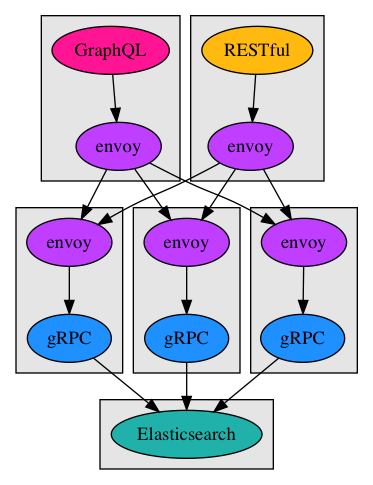 GraphQL
RESTful
envoy
envoy
envoy
envoy
envoy
gRPC
gRPC
gRPC
Elasticsearch